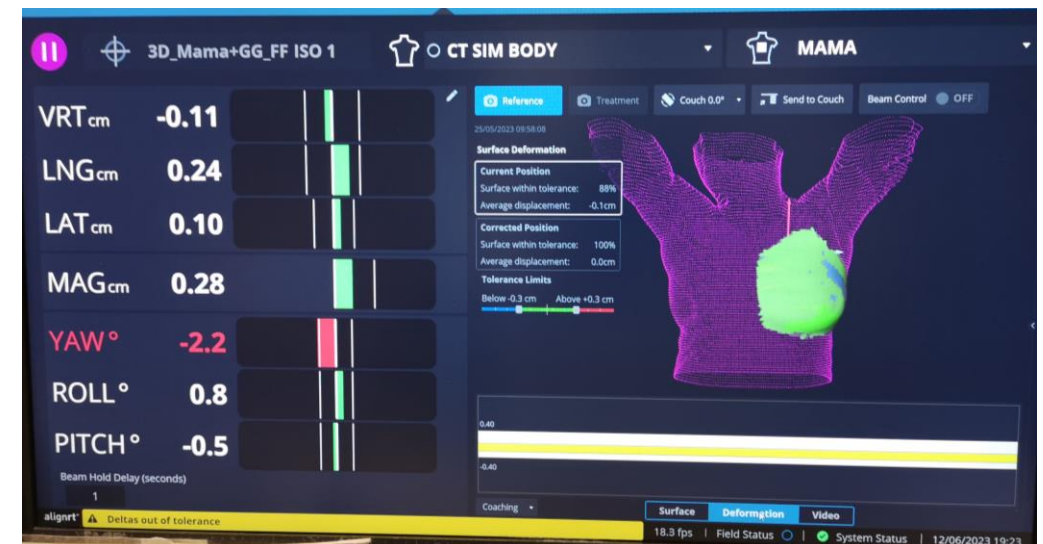 3D_Mama+GG_FF ISO 1
CT SIM BODY
MAMA
VRT cm -0.11
LNG cm 0.24
LAT cm 0.10
MAG cm 0.28
YAW° -2.2
ROLL° 0.8
PITCH° -0.5
Beam Hold Delay (seconds)
1
alignrt
Deltas out of tolerance
Reference
Treatment
Couch 0.0°
Send to Couch
Beam Control OFF
25/05/2023 09:58:08
Surface Deformation
Current Position
Surface within tolerance: 88%
Average displacement: -0.1cm
Corrected Position
Surface within tolerance: 100%
Average displacement: 0.0cm
Tolerance Limits
Below -0.3 cm Above +0.3 cm
0.40
-0.40
Coaching
Surface Deformation Video
18.3 fps | Field Status | System Status | 12/06/2023 19:23